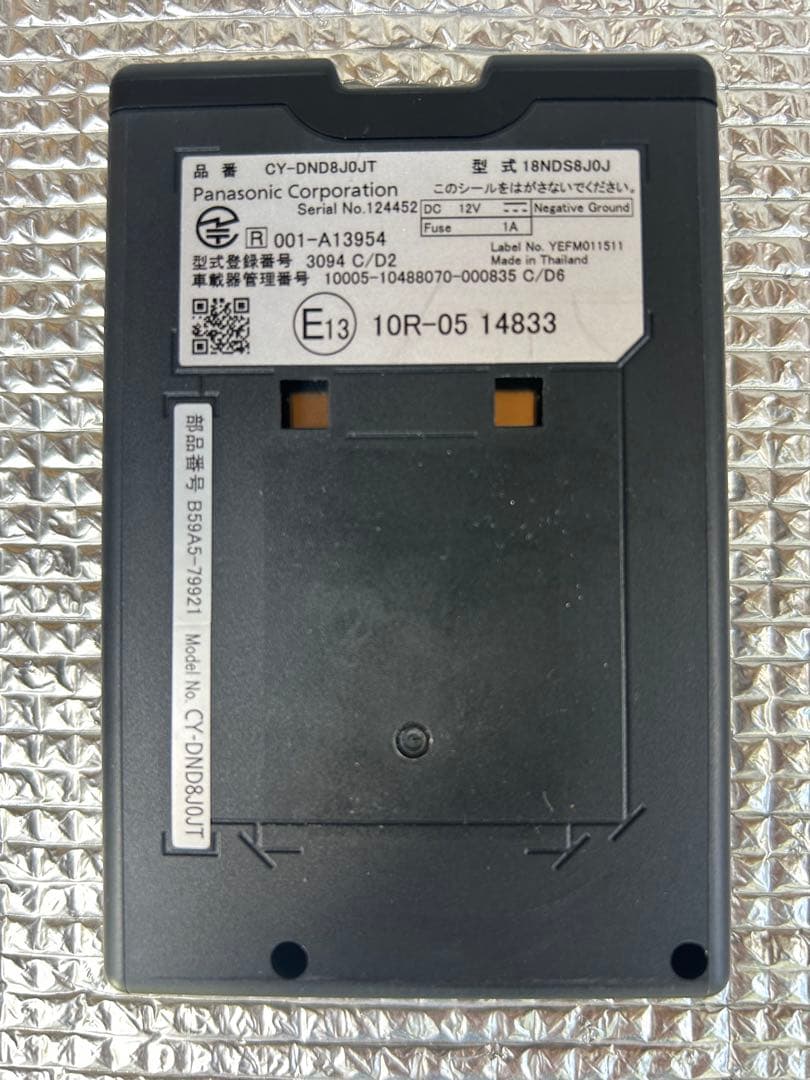 品 番 CY-DND8J0JT 型 式 18NDS8J0J
Panasonic Corporation このシールをはがさないでください。
Serial No.124452 DC 12V Negative Ground
Fuse 1A
R 001-A13954
Label No. YEFM011511
Made in Thailand
型式登録番号 3094 C/D2
車載器管理番号 10005-10488070-000835 C/D6
E13 10R-05 14833
部品番号 B59A5-79921 Model No. CY-DND8J0JT